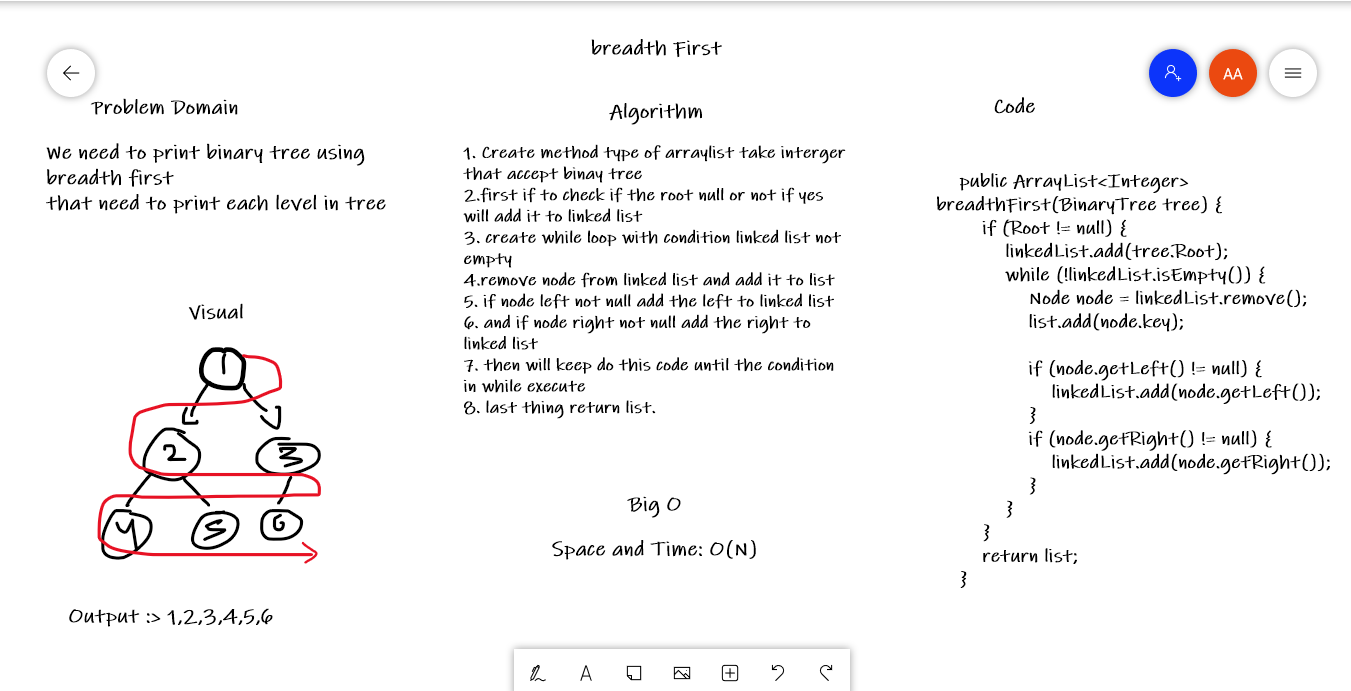 breadth First
AA
Problem Domain
We need to print binary tree using
breadth first
that need to print each level in tree
Visual
1
2
3
4
5
6
Output :> 1,2,3,4,5,6
Algorithm
1. Create method type of arraylist take interger
that accept binay tree
2.first if to check if the root null or not if yes
will add it to linked list
3. create while loop with condition linked list not
empty
4.remove node from linked list and add it to list
5. if node left not null add the left to linked list
6. and if node right not null add the right to
linked list
7. then will keep do this code until the condition
in while execute
8. last thing return list.
Big O
Space and Time: O(N)
Code
public ArrayList<Integer>
breadthFirst(BinaryTree tree) {
if (Root != null) {
linkedList.add(tree.Root);
while (!linkedList.isEmpty()) {
Node node = linkedList.remove();
list.add(node.key);
if (node.getLeft() != null) {
linkedList.add(node.getLeft());
}
if (node.getRight() != null) {
linkedList.add(node.getRight());
}
}
}
return list;
}
A